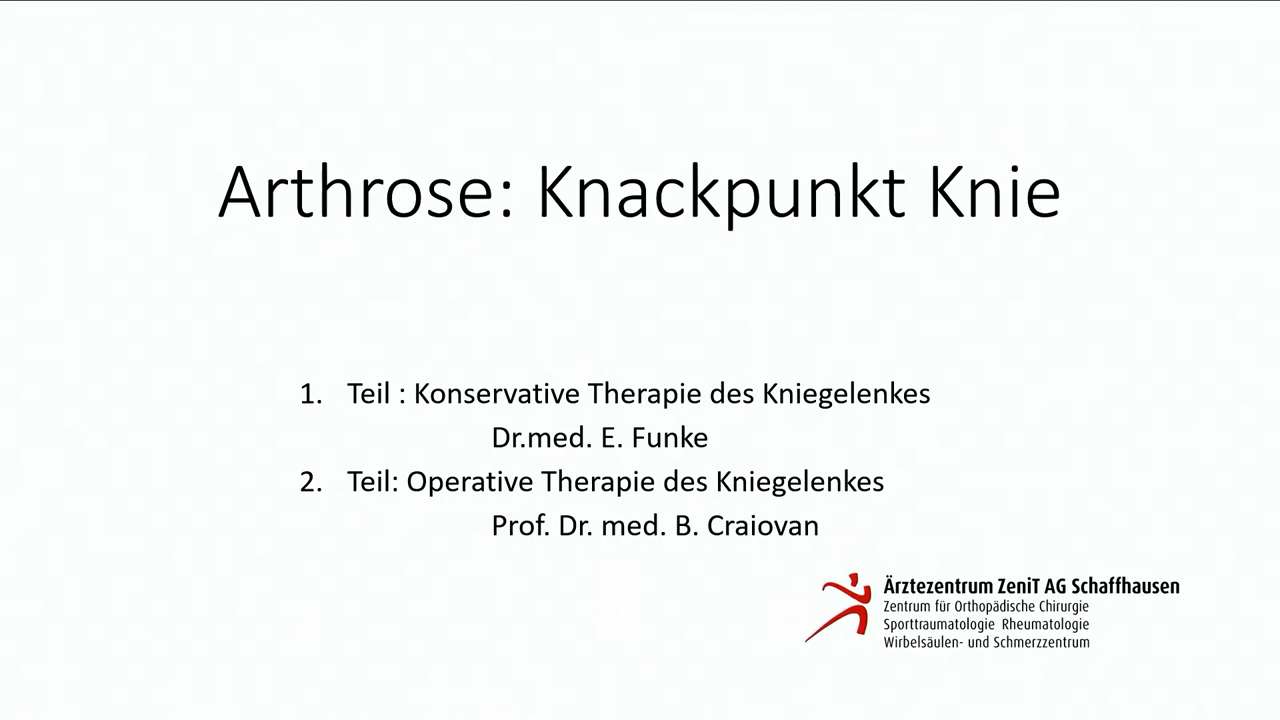 Arthrose: Knackpunkt Knie
1. Teil : Konservative Therapie des Kniegelenkes
Dr.med. E. Funke
2. Teil: Operative Therapie des Kniegelenkes
Prof. Dr. med. B. Craiovan
Ärztezentrum ZeniT AG Schaffhausen
Zentrum für Orthopädische Chirurgie
Sporttraumatologie Rheumatologie
Wirbelsäulen- und Schmerzzentrum